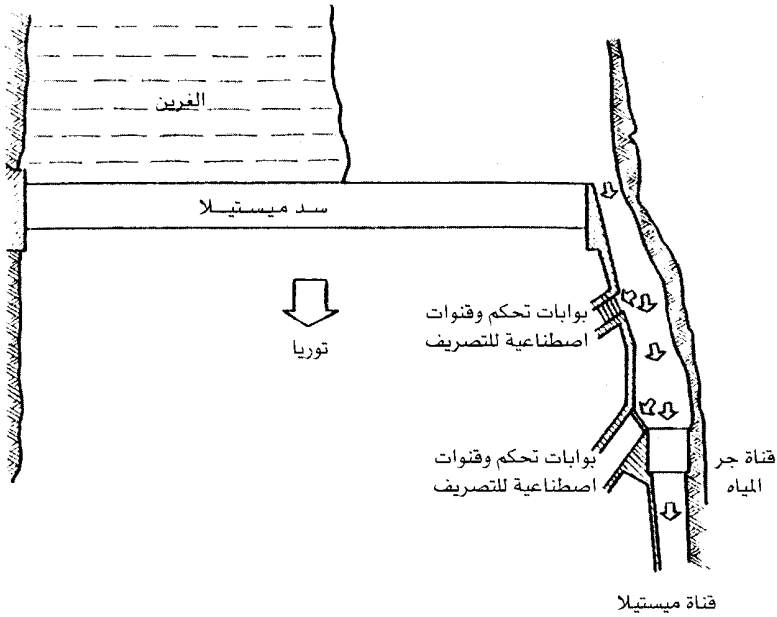 الغرين
سد ميستيلا
توريا
بوابات تحكم وقنوات
اصطناعية للتصريف
بوابات تحكم وقنوات
اصطناعية للتصريف
قناة جر
المياه
قناة ميستيلا